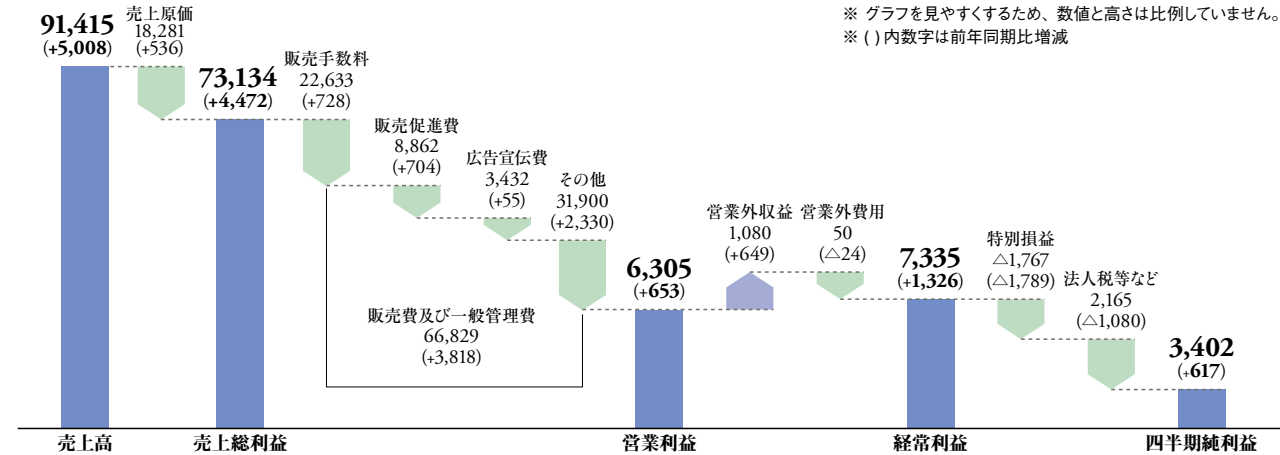 ※ グラフを見やすくするため、数値と高さは比例していません。
※ ( ) 内数字は前年同期比増減
91,415
(+5,008)
売上原価
18,281
(+536)
73,134
(+4,472)
販売手数料
22,633
(+728)
販売促進費
8,862
(+704)
広告宣伝費
3,432
(+55)
その他
31,900
(+2,330)
販売費及び一般管理費
66,829
(+3,818)
6,305
(+653)
営業外収益
1,080
(+649)
営業外費用
50
(△24)
7,335
(+1,326)
特別損益
△1,767
(△1,789)
法人税等など
2,165
(△1,080)
3,402
(+617)
売上高
売上総利益
営業利益
経常利益
四半期純利益